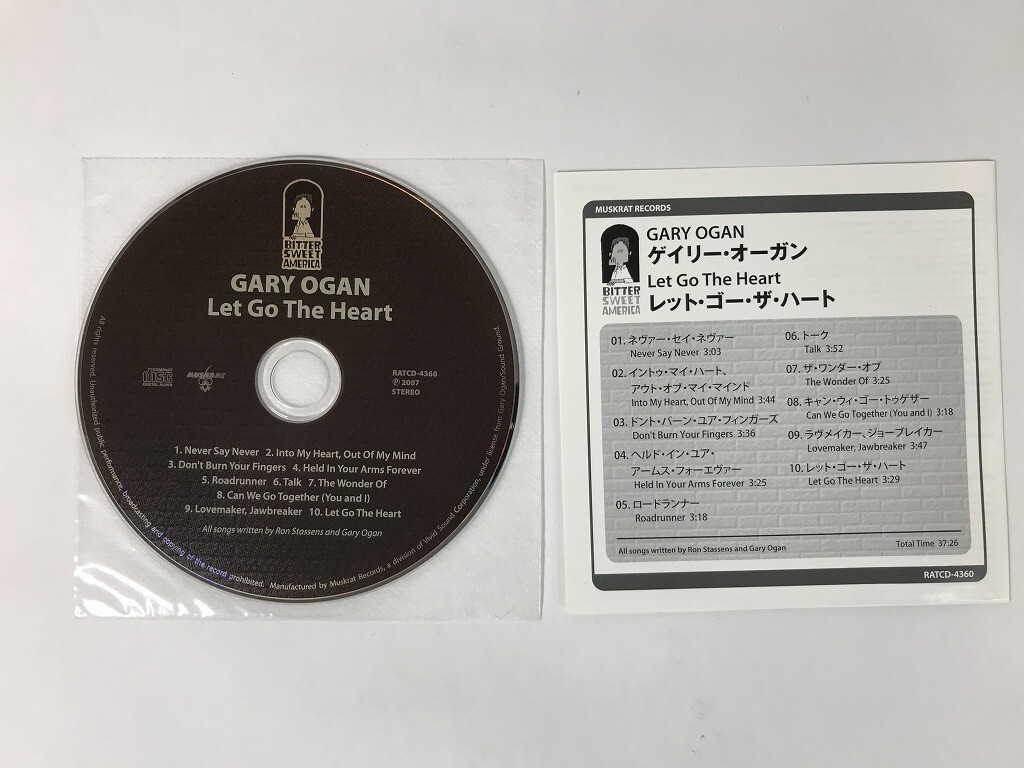 BITTER
SWEET
AMERICA
GARY OGAN
Let Go The Heart
COMPACT
disc
DIGITAL AUDIO
MUSKRAT
RATCD-4360
Ⓟ 2007
STEREO
1. Never Say Never 2. Into My Heart, Out Of My Mind
3. Don't Burn Your Fingers 4. Held In Your Arms Forever
5. Roadrunner 6. Talk 7. The Wonder Of
8. Can We Go Together (You and I)
9. Lovemaker, Jawbreaker 10. Let Go The Heart
All songs written by Ron Stassens and Gary Ogan
All rights reserved. Unauthorized public performance, broadcasting and copying of the record prohibited. Manufactured by Muskrat Records, a division of Vivid Sound Corporation, under license from Gary Ogan/Sound Ground.
MUSKRAT RECORDS
BITTER
SWEET
AMERICA
GARY OGAN
ゲイリー・オーガン
Let Go The Heart
レット・ゴー・ザ・ハート
01. ネヴァー・セイ・ネヴァー
Never Say Never 3:03
02. イントゥ・マイ・ハート、
アウト・オブ・マイ・マインド
Into My Heart, Out Of My Mind 3:44
03. ドント・バーン・ユア・フィンガーズ
Don't Burn Your Fingers 3:36
04. ヘルド・イン・ユア・
アームス・フォーエヴァー
Held In Your Arms Forever 3:25
05. ロードランナー
Roadrunner 3:18
06. トーク
Talk 3:52
07. ザ・ワンダー・オブ
The Wonder Of 3:25
08. キャン・ウィ・ゴー・トゥゲザー
Can We Go Together (You and I) 3:18
09. ラヴメイカー、ジョーブレイカー
Lovemaker, Jawbreaker 3:47
10. レット・ゴー・ザ・ハート
Let Go The Heart 3:29
All songs written by Ron Stassens and Gary Ogan
Total Time 37:26
RATCD-4360